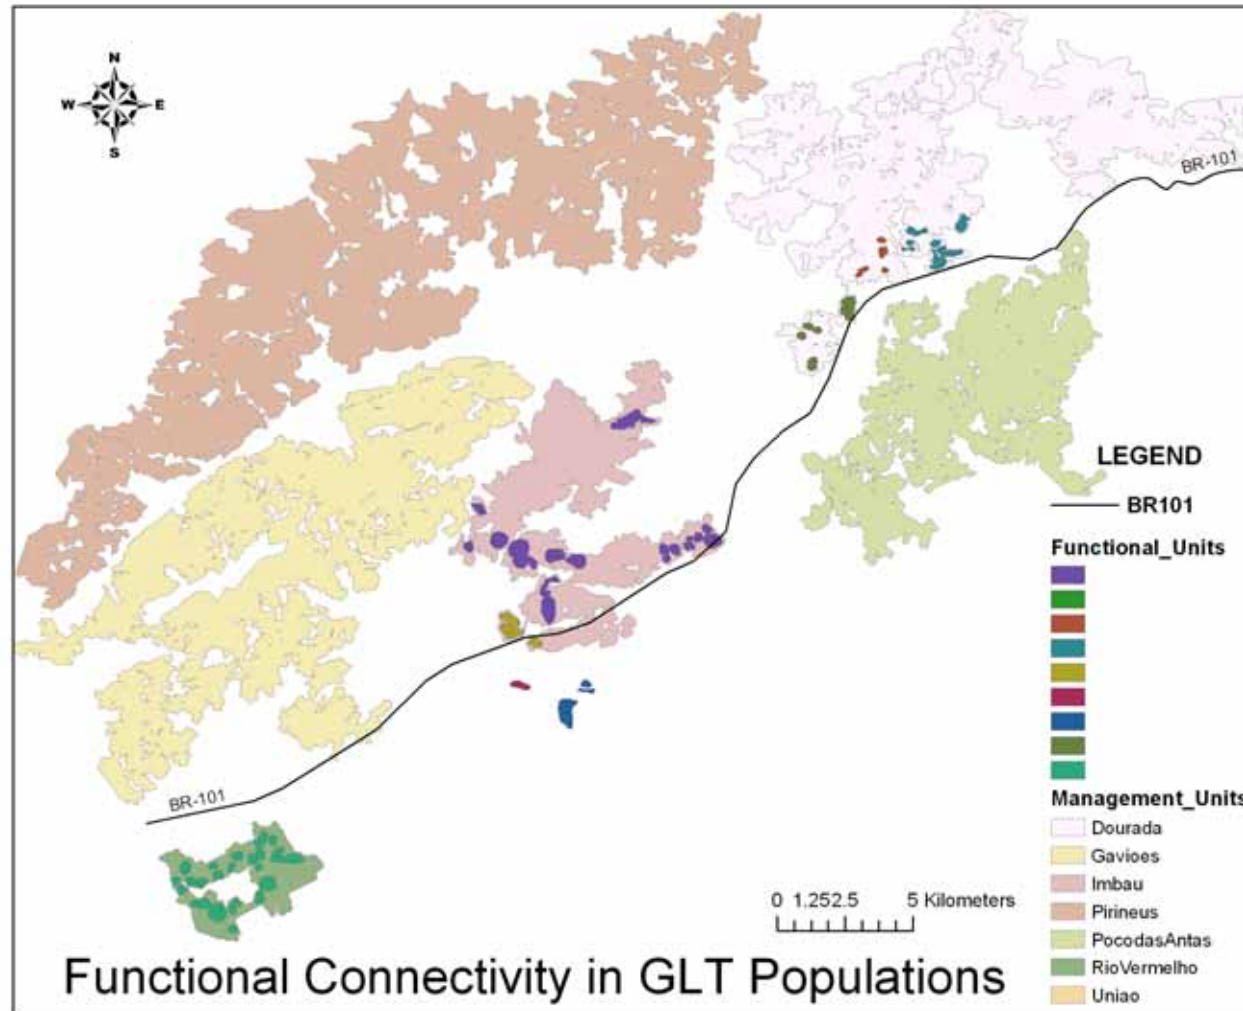 N
W E
S
BR-101
LEGEND
BR101
Functional_Units
Management_Units
Dourada
Gavioes
Imbau
Pirineus
PocodasAntas
RioVermelho
Uniao
BR-101
0 1.252.5 5 Kilometers
Functional Connectivity in GLT Populations